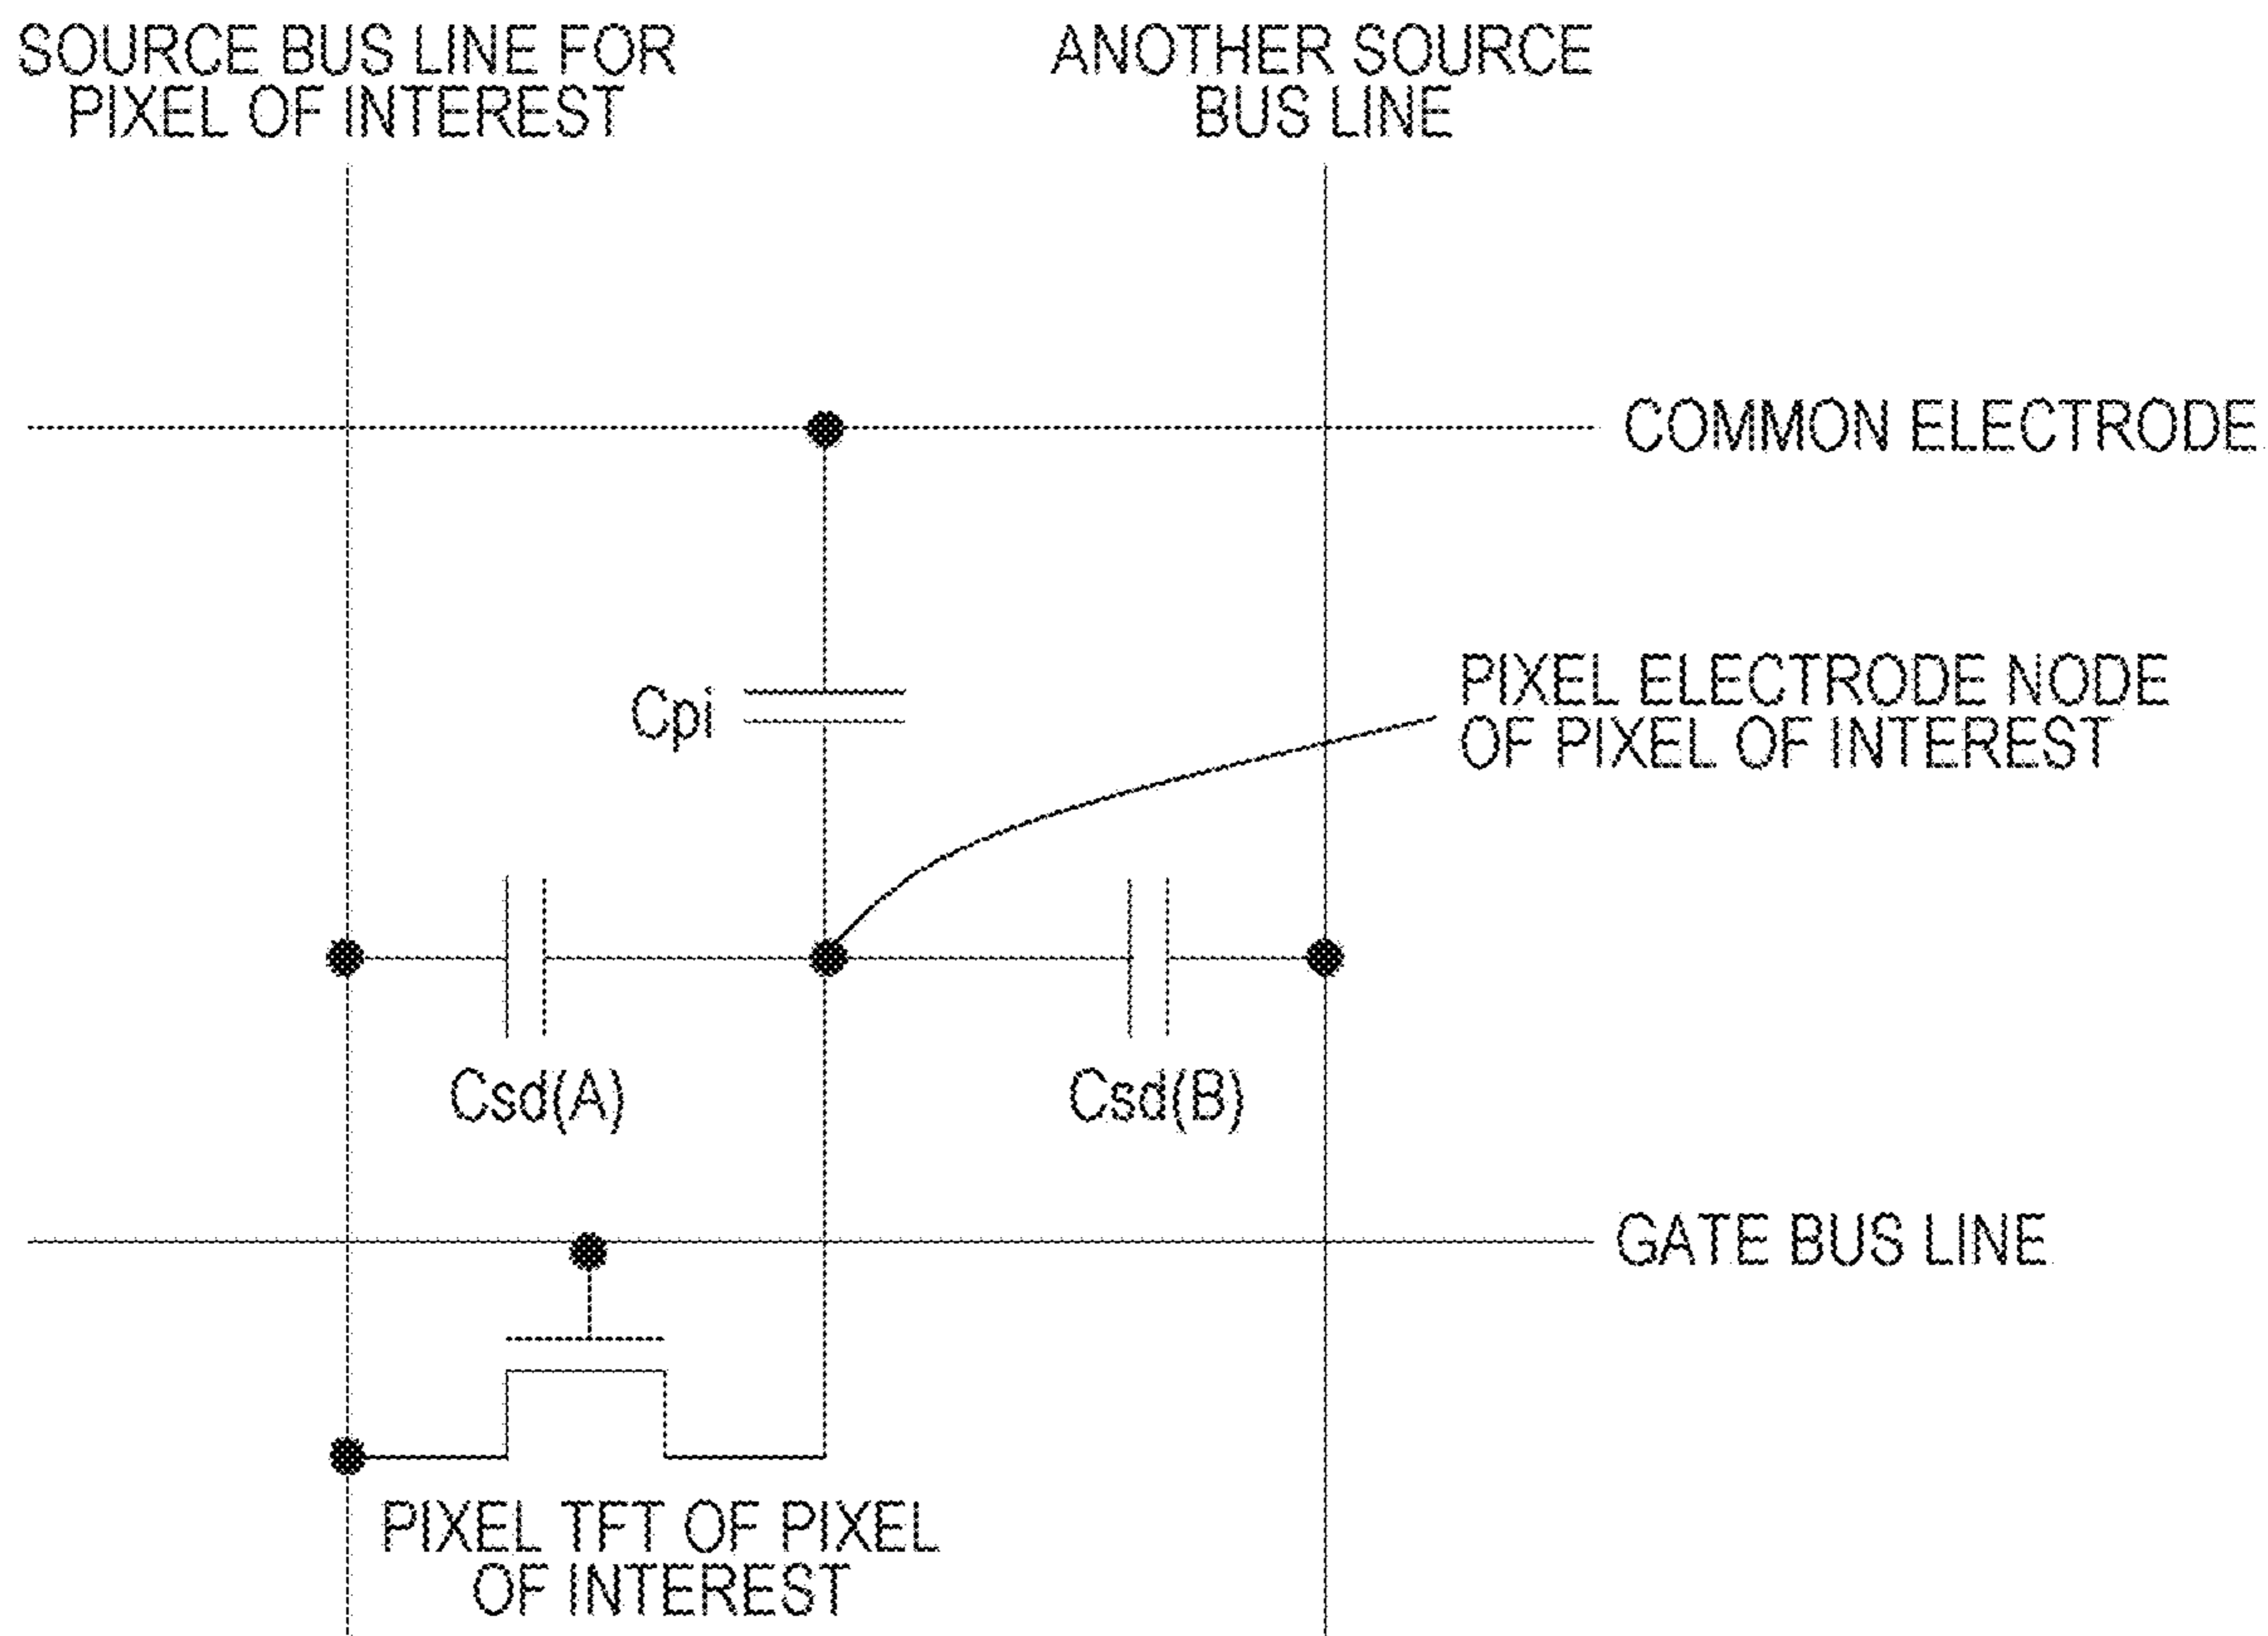 SOURCE BUS LINE FOR
PIXEL OF INTEREST
ANOTHER SOURCE
BUS LINE
COMMON ELECTRODE
Cpi
PIXEL ELECTRODE NODE
OF PIXEL OF INTEREST
Csd(A)
Csd(B)
GATE BUS LINE
PIXEL TFT OF PIXEL
OF INTEREST